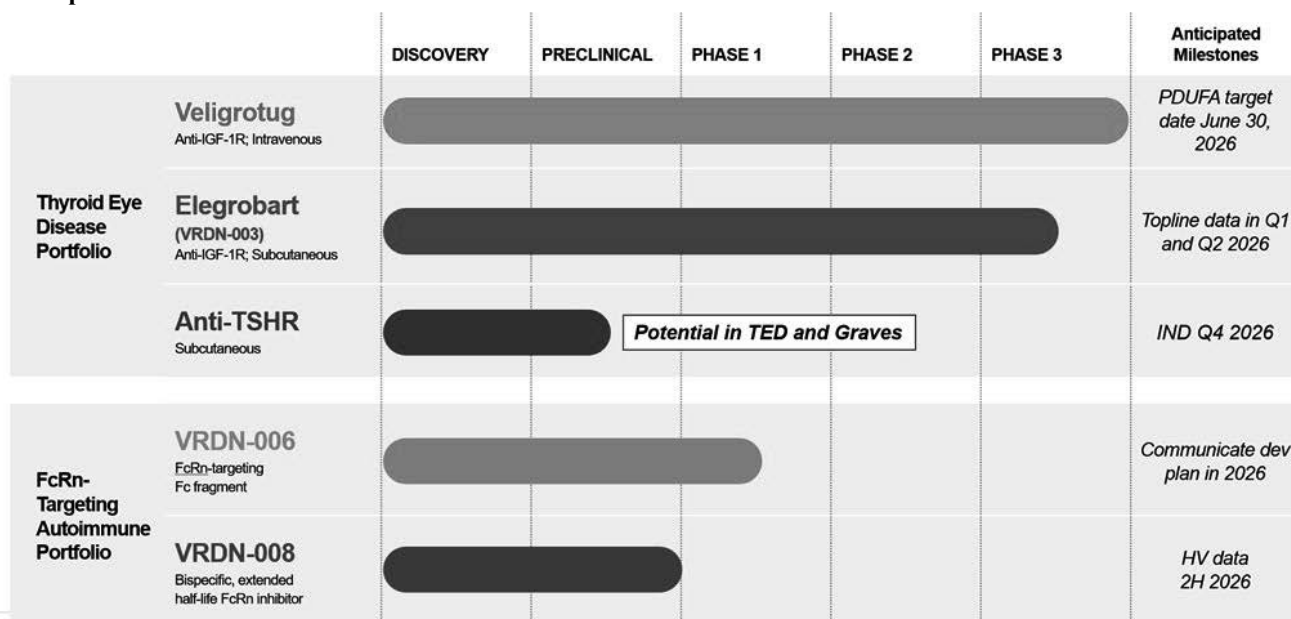 DISCOVERY PRECLINICAL PHASE 1 PHASE 2 PHASE 3 Anticipated
Milestones
Thyroid Eye
Disease
Portfolio
Veligrotug
Anti-IGF-1R; Intravenous
PDUFA target
date June 30,
2026
Elegrobart
(VRDN-003)
Anti-IGF-1R; Subcutaneous
Topline data in Q1
and Q2 2026
Anti-TSHR
Subcutaneous
Potential in TED and Graves
IND Q4 2026
FcRn-
Targeting
Autoimmune
Portfolio
VRDN-006
FcRn-targeting
Fc fragment
Communicate dev
plan in 2026
VRDN-008
Bispecific, extended
half-life FcRn inhibitor
HV data
2H 2026